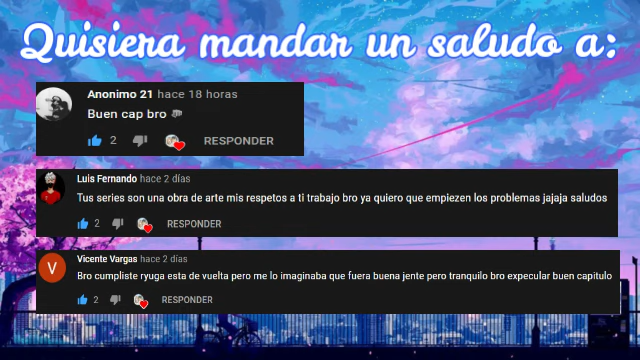 Quisiera mandar un saludo a:
Anonimo 21 hace 18 horas
Buen cap bro 🤜
2 RESPONDER
Luis Fernando hace 2 días
Tus series son una obra de arte mis respetos a ti trabajo bro ya quiero que empiezen los problemas jajaja saludos
2 RESPONDER
V
Vicente Vargas hace 2 días
Bro cumpliste ryuga esta de vuelta pero me lo imaginaba que fuera buena jente pero tranquilo bro expecular buen capitulo
2 RESPONDER